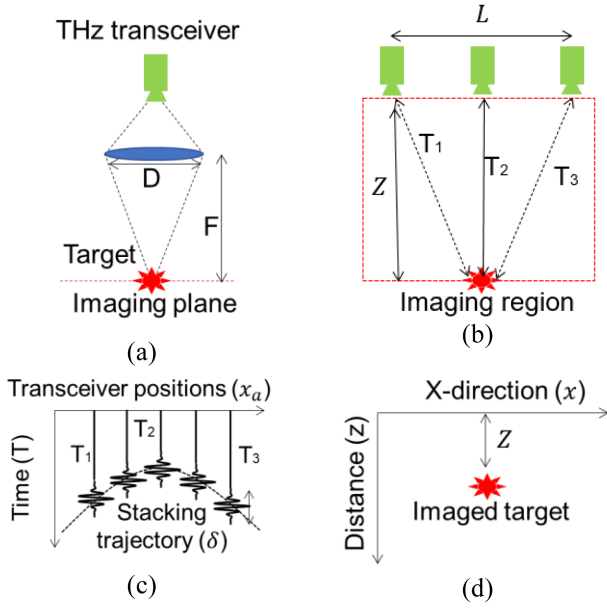 THz transceiver
D
F
Target
Imaging plane
(a)
L
T1
T2
T3
Z
Imaging region
(b)
Transceiver positions (xₐ)
Time (T)
T1
T2
T3
Stacking
trajectory (δ)
(c)
X-direction (x)
Distance (z)
Z
Imaged target
(d)